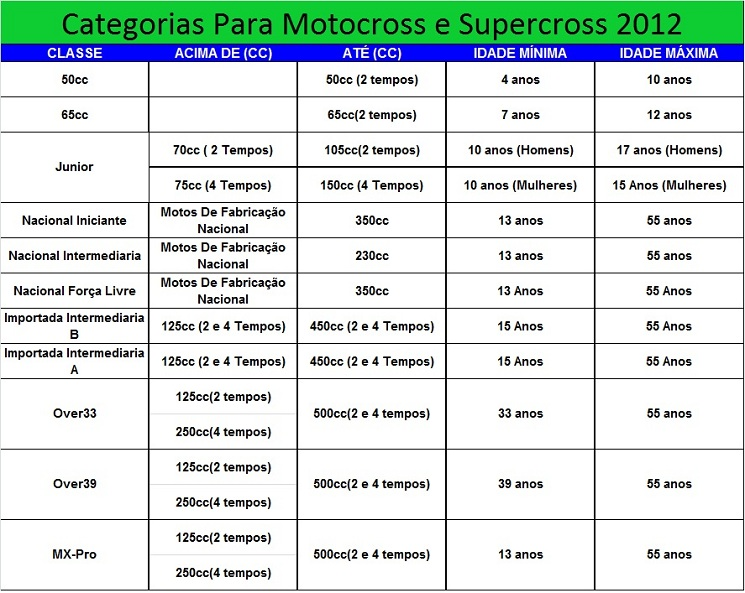 Categorias Para Motocross e Supercross 2012
CLASSE ACIMA DE (CC) ATÉ (CC) IDADE MÍNIMA IDADE MÁXIMA
50cc 50cc (2 tempos) 4 anos 10 anos
65cc 65cc(2 tempos) 7 anos 12 anos
Junior
70cc ( 2 Tempos) 105cc(2 tempos) 10 anos (Homens) 17 anos (Homens)
75cc (4 Tempos) 150cc (4 Tempos) 10 anos (Mulheres) 15 Anos (Mulheres)
Nacional Iniciante Motos De Fabricação
Nacional 350cc 13 anos 55 anos
Nacional Intermediaria Motos De Fabricação
Nacional 230cc 13 anos 55 anos
Nacional Força Livre Motos De Fabricação
Nacional 350cc 13 Anos 55 Anos
Importada Intermediaria
B 125cc (2 e 4 Tempos) 450cc (2 e 4 Tempos) 15 Anos 55 Anos
Importada Intermediaria
A 125cc (2 e 4 Tempos) 450cc (2 e 4 Tempos) 15 Anos 55 Anos
Over33
125cc(2 tempos)
250cc(4 tempos)
500cc(2 e 4 tempos) 33 anos 55 anos
Over39
125cc(2 tempos)
250cc(4 tempos)
500cc(2 e 4 tempos) 39 anos 55 anos
MX-Pro
125cc(2 tempos)
250cc(4 tempos)
500cc(2 e 4 tempos) 13 anos 55 anos